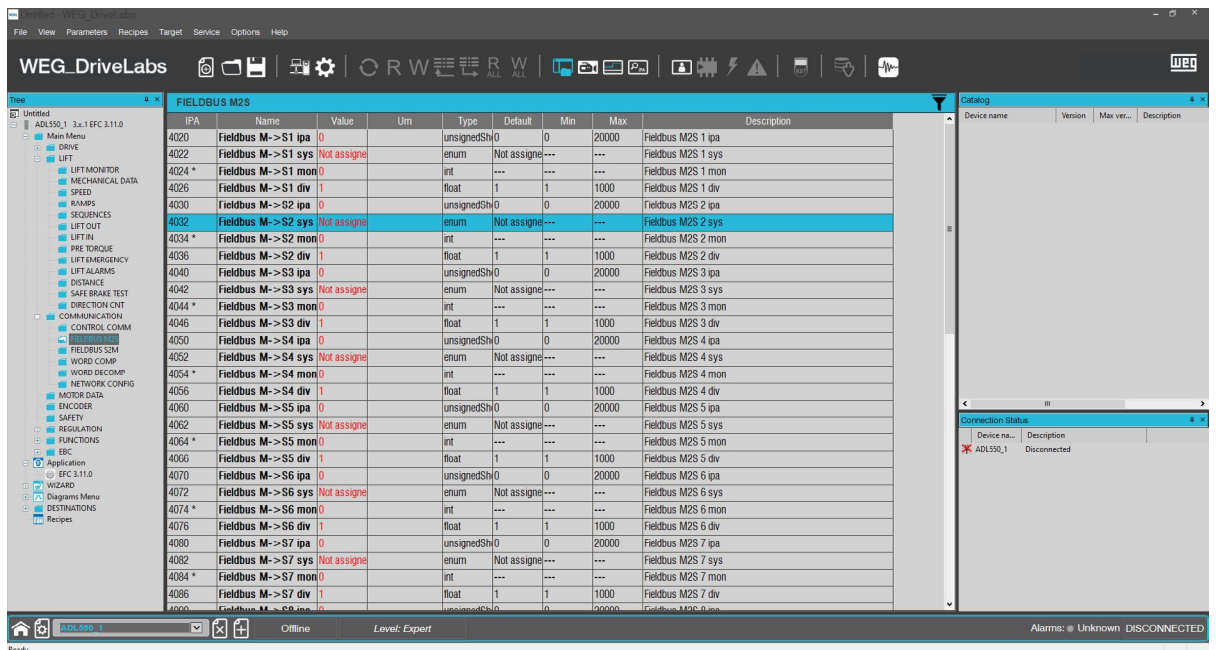 Untitled - WEG_DriveLabs
File View Parameters Recipes Target Service Options Help
WEG_DriveLabs R W R ALL W ALL RST WEG
Tree
Untitled
ADL550_1 3.x.1 EFC 3.11.0
Main Menu
DRIVE
LIFT
LIFT MONITOR
MECHANICAL DATA
SPEED
RAMPS
SEQUENCES
LIFT OUT
LIFT IN
PRE TORQUE
LIFT EMERGENCY
LIFT ALARMS
DISTANCE
SAFE BRAKE TEST
DIRECTION CNT
COMMUNICATION
CONTROL COMM
FIELDBUS M2S
FIELDBUS S2M
WORD COMP
WORD DECOMP
NETWORK CONFIG
MOTOR DATA
ENCODER
SAFETY
REGULATION
FUNCTIONS
EBC
Application
EFC 3.11.0
WIZARD
Diagrams Menu
DESTINATIONS
Recipes
FIELDBUS M2S
IPA Name Value Um Type Default Min Max Description
4020 Fieldbus M->S1 ipa 0 unsignedSh 0 0 20000 Fieldbus M2S 1 ipa
4022 Fieldbus M->S1 sys Not assigne enum Not assigne --- --- Fieldbus M2S 1 sys
4024 * Fieldbus M->S1 mon 0 int --- --- --- Fieldbus M2S 1 mon
4026 Fieldbus M->S1 div 1 float 1 1 1000 Fieldbus M2S 1 div
4030 Fieldbus M->S2 ipa 0 unsignedSh 0 0 20000 Fieldbus M2S 2 ipa
4032 Fieldbus M->S2 sys Not assigne enum Not assigne --- --- Fieldbus M2S 2 sys
4034 * Fieldbus M->S2 mon 0 int --- --- --- Fieldbus M2S 2 mon
4036 Fieldbus M->S2 div 1 float 1 1 1000 Fieldbus M2S 2 div
4040 Fieldbus M->S3 ipa 0 unsignedSh 0 0 20000 Fieldbus M2S 3 ipa
4042 Fieldbus M->S3 sys Not assigne enum Not assigne --- --- Fieldbus M2S 3 sys
4044 * Fieldbus M->S3 mon 0 int --- --- --- Fieldbus M2S 3 mon
4046 Fieldbus M->S3 div 1 float 1 1 1000 Fieldbus M2S 3 div
4050 Fieldbus M->S4 ipa 0 unsignedSh 0 0 20000 Fieldbus M2S 4 ipa
4052 Fieldbus M->S4 sys Not assigne enum Not assigne --- --- Fieldbus M2S 4 sys
4054 * Fieldbus M->S4 mon 0 int --- --- --- Fieldbus M2S 4 mon
4056 Fieldbus M->S4 div 1 float 1 1 1000 Fieldbus M2S 4 div
4060 Fieldbus M->S5 ipa 0 unsignedSh 0 0 20000 Fieldbus M2S 5 ipa
4062 Fieldbus M->S5 sys Not assigne enum Not assigne --- --- Fieldbus M2S 5 sys
4064 * Fieldbus M->S5 mon 0 int --- --- --- Fieldbus M2S 5 mon
4066 Fieldbus M->S5 div 1 float 1 1 1000 Fieldbus M2S 5 div
4070 Fieldbus M->S6 ipa 0 unsignedSh 0 0 20000 Fieldbus M2S 6 ipa
4072 Fieldbus M->S6 sys Not assigne enum Not assigne --- --- Fieldbus M2S 6 sys
4074 * Fieldbus M->S6 mon 0 int --- --- --- Fieldbus M2S 6 mon
4076 Fieldbus M->S6 div 1 float 1 1 1000 Fieldbus M2S 6 div
4080 Fieldbus M->S7 ipa 0 unsignedSh 0 0 20000 Fieldbus M2S 7 ipa
4082 Fieldbus M->S7 sys Not assigne enum Not assigne --- --- Fieldbus M2S 7 sys
4084 * Fieldbus M->S7 mon 0 int --- --- --- Fieldbus M2S 7 mon
4086 Fieldbus M->S7 div 1 float 1 1 1000 Fieldbus M2S 7 div
4090 Fieldbus M->S8 ipa 0 unsignedSh 0 0 20000 Fieldbus M2S 8 ipa
Catalog
Device name Version Max ver... Description
Connection Status
Device na... Description
ADL550_1 Disconnected
ADL550_1 Offline Level: Expert Alarms: Unknown DISCONNECTED
Ready